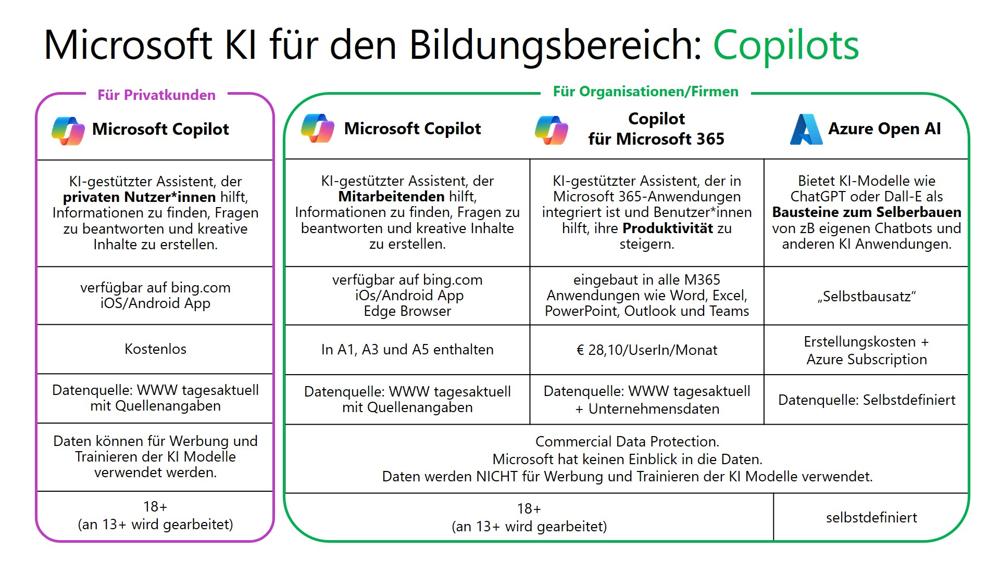 Microsoft KI für den Bildungsbereich: Copilots
Für Privatkunden
Microsoft Copilot
KI-gestützter Assistent, der
privaten Nutzer*innen hilft,
Informationen zu finden, Fragen
zu beantworten und kreative
Inhalte zu erstellen.
verfügbar auf bing.com
iOS/Android App
Kostenlos
Datenquelle: WWW tagesaktuell
mit Quellenangaben
Daten können für Werbung und
Trainieren der KI Modelle
verwendet werden.
18+
(an 13+ wird gearbeitet)
Für Organisationen/Firmen
Microsoft Copilot
Copilot
für Microsoft 365
Azure Open AI
KI-gestützter Assistent, der
Mitarbeitenden hilft,
Informationen zu finden, Fragen zu
beantworten und kreative Inhalte
zu erstellen.
KI-gestützter Assistent, der in
Microsoft 365-Anwendungen
integriert ist und Benutzer*innen
hilft, ihre Produktivität zu
steigern.
Bietet KI-Modelle wie
ChatGPT oder Dall-E als
Bausteine zum Selberbauen
von zB eigenen Chatbots und
anderen KI Anwendungen.
verfügbar auf bing.com
iOs/Android App
Edge Browser
eingebaut in alle M365
Anwendungen wie Word, Excel,
PowerPoint, Outlook und Teams
„Selbstbausatz“
In A1, A3 und A5 enthalten
€ 28,10/UserIn/Monat
Erstellungskosten +
Azure Subscription
Datenquelle: WWW tagesaktuell
mit Quellenangaben
Datenquelle: WWW tagesaktuell
+ Unternehmensdaten
Datenquelle: Selbstdefiniert
Commercial Data Protection.
Microsoft hat keinen Einblick in die Daten.
Daten werden NICHT für Werbung und Trainieren der KI Modelle verwendet.
18+
(an 13+ wird gearbeitet)
selbstdefiniert